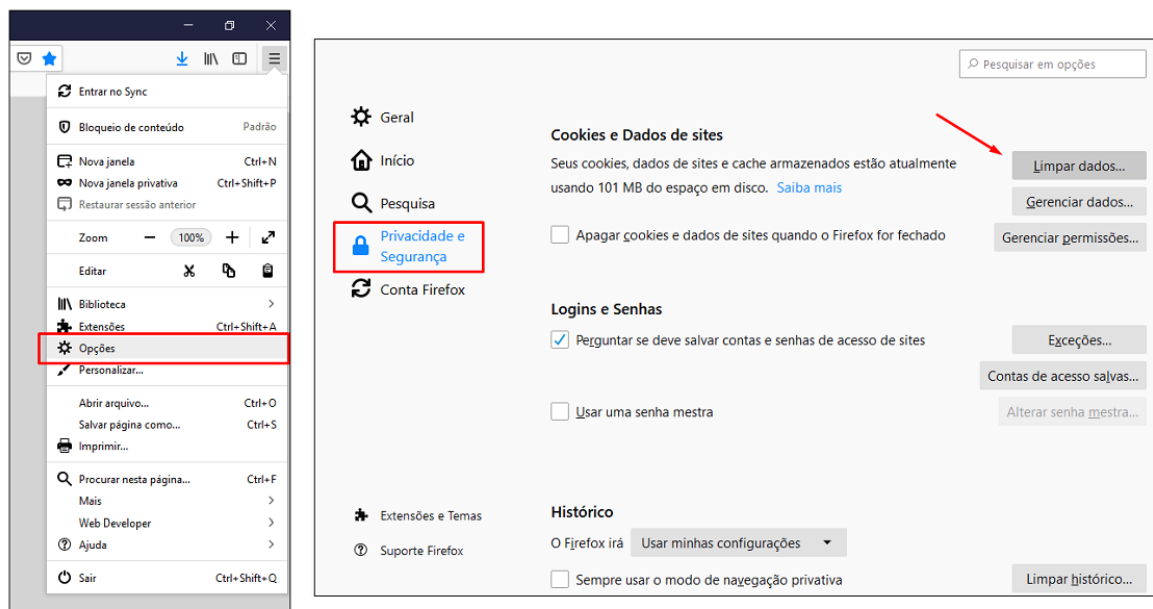 Entrar no Sync
Bloqueio de conteúdo Padrão
Nova janela Ctrl+N
Nova janela privativa Ctrl+Shift+P
Restaurar sessão anterior
Zoom 100%
Editar
Biblioteca
Extensões Ctrl+Shift+A
Opções
Personalizar...
Abrir arquivo... Ctrl+O
Salvar página como... Ctrl+S
Imprimir...
Procurar nesta página... Ctrl+F
Mais
Web Developer
Ajuda
Sair Ctrl+Shift+Q
Pesquisar em opções
Geral
Início
Pesquisa
Privacidade e
Segurança
Conta Firefox
Extensões e Temas
Suporte Firefox
Cookies e Dados de sites
Seus cookies, dados de sites e cache armazenados estão atualmente
usando 101 MB do espaço em disco. Saiba mais
Limpar dados...
Gerenciar dados...
Apagar cookies e dados de sites quando o Firefox for fechado
Gerenciar permissões...
Logins e Senhas
Perguntar se deve salvar contas e senhas de acesso de sites
Exceções...
Contas de acesso salvas...
Usar uma senha mestra
Alterar senha mestra...
Histórico
O Firefox irá Usar minhas configurações
Sempre usar o modo de navegação privativa
Limpar histórico...